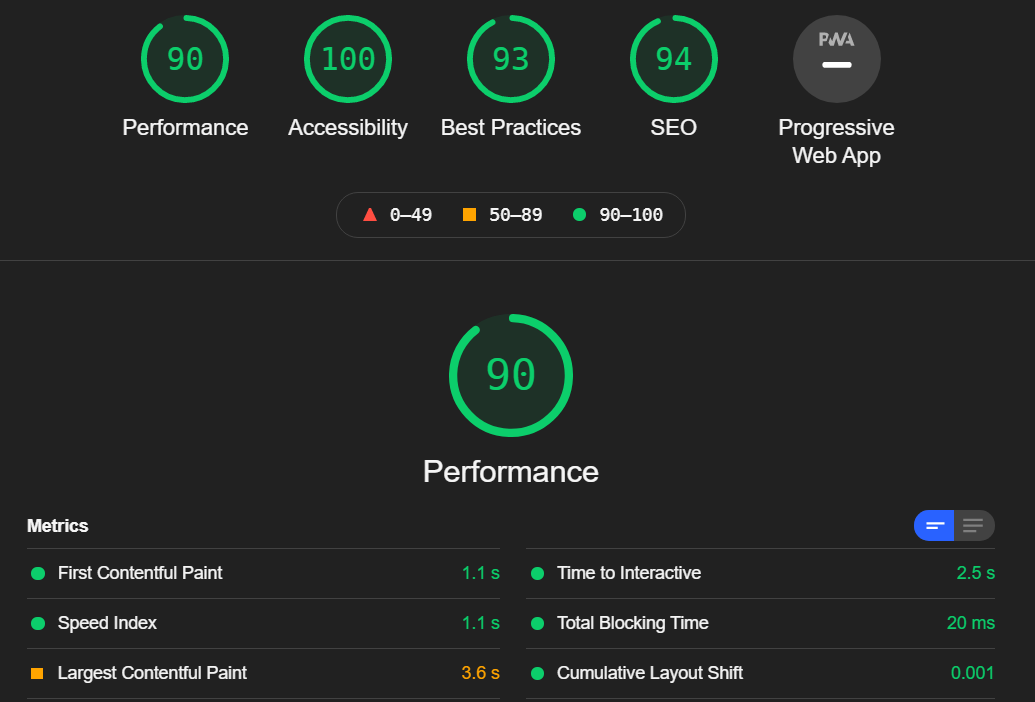 90 100 93 94 PWA
Performance Accessibility Best Practices SEO Progressive
Web App
0–49 50–89 90–100
90
Performance
Metrics
First Contentful Paint 1.1 s Time to Interactive 2.5 s
Speed Index 1.1 s Total Blocking Time 20 ms
Largest Contentful Paint 3.6 s Cumulative Layout Shift 0.001